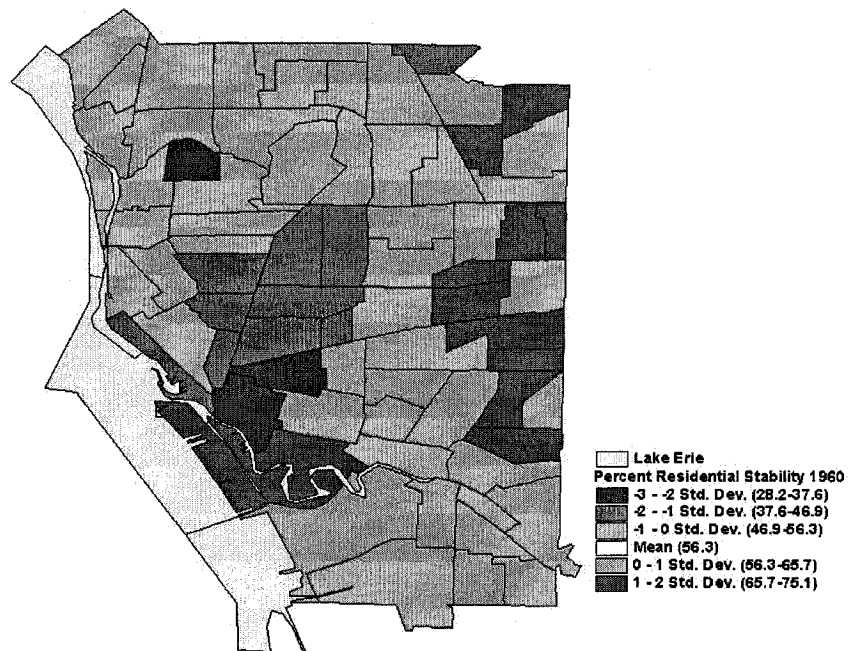 Lake Erie
Percent Residential Stability 1960
-3 - -2 Std. Dev. (28.2-37.6)
-2 - -1 Std. Dev. (37.6-46.9)
-1 - 0 Std. Dev. (46.9-56.3)
Mean (56.3)
0 - 1 Std. Dev. (56.3-65.7)
1 - 2 Std. Dev. (65.7-75.1)